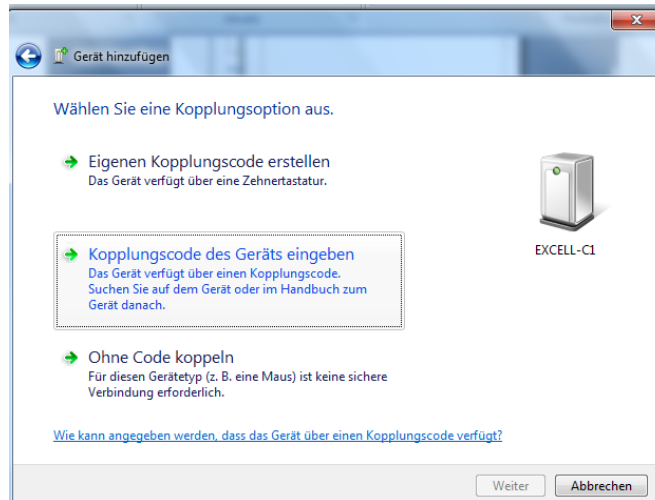 Gerät hinzufügen
Wählen Sie eine Kopplungsoption aus.
Eigenen Kopplungscode erstellen
Das Gerät verfügt über eine Zehnertastatur.
Kopplungscode des Geräts eingeben
Das Gerät verfügt über einen Kopplungscode.
Suchen Sie auf dem Gerät oder im Handbuch zum
Gerät danach.
EXCELL-C1
Ohne Code koppeln
Für diesen Gerätetyp (z. B. eine Maus) ist keine sichere
Verbindung erforderlich.
Wie kann angegeben werden, dass das Gerät über einen Kopplungscode verfügt?
Weiter
Abbrechen